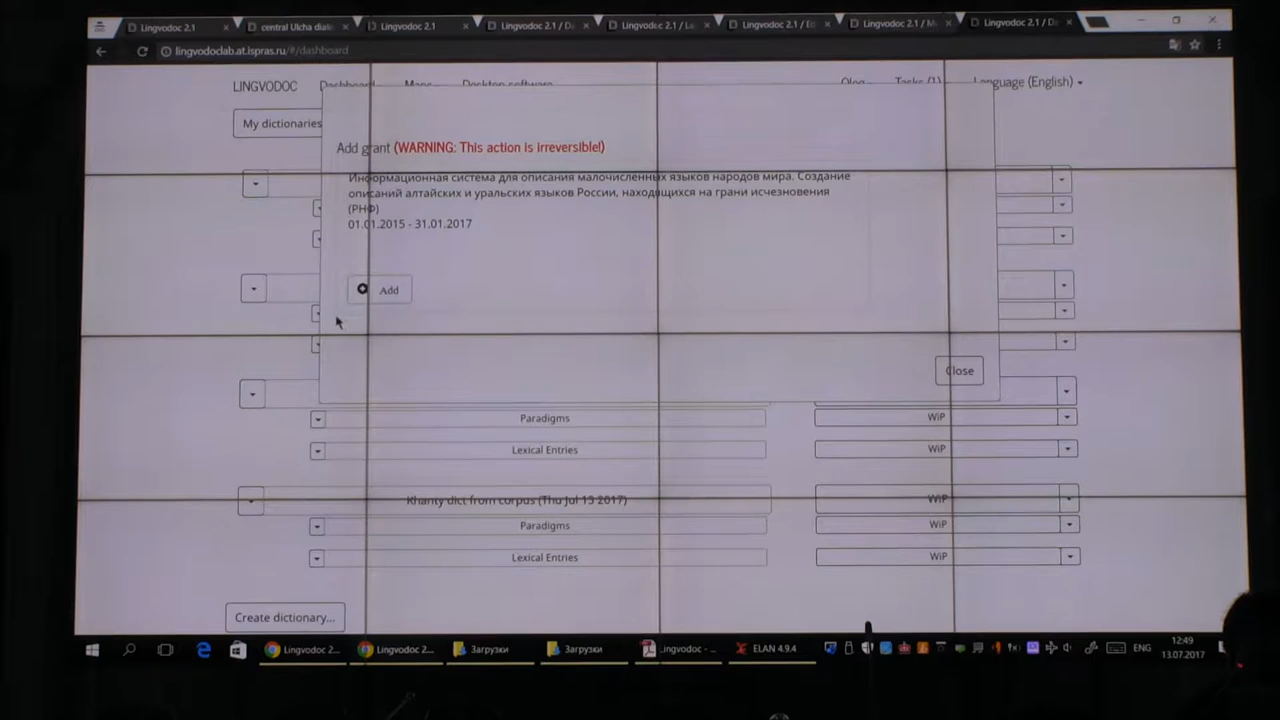 Lingvodoc 2.1
central Ulcha diale
Lingvodoc 2.1
Lingvodoc 2.1 / Da
Lingvodoc 2.1 / La
Lingvodoc 2.1 / Ed
Lingvodoc 2.1 / M
Lingvodoc 2.1 / Da
lingvodoclab.at.ispras.ru/#/dashboard
LINGVODOC Dashboard Maps Desktop software Tasks (1) Language (English)
My dictionaries
Add grant (WARNING: This action is irreversible!)
Информационная система для описания малочисленных языков народов мира. Создание
описаний алтайских и уральских языков России, находящихся на грани исчезновения
(РНФ)
01.01.2015 - 31.01.2017
Add
Close
Paradigms WiP
Lexical Entries WiP
Khanty dict from corpus (Thu Jul 13 2017) WiP
Paradigms WiP
Lexical Entries WiP
Create dictionary...
Lingvodoc 2... Lingvodoc 2... Загрузки Загрузки Lingvodoc - ... ELAN 4.9.4 ENG
12:49
13.07.2017